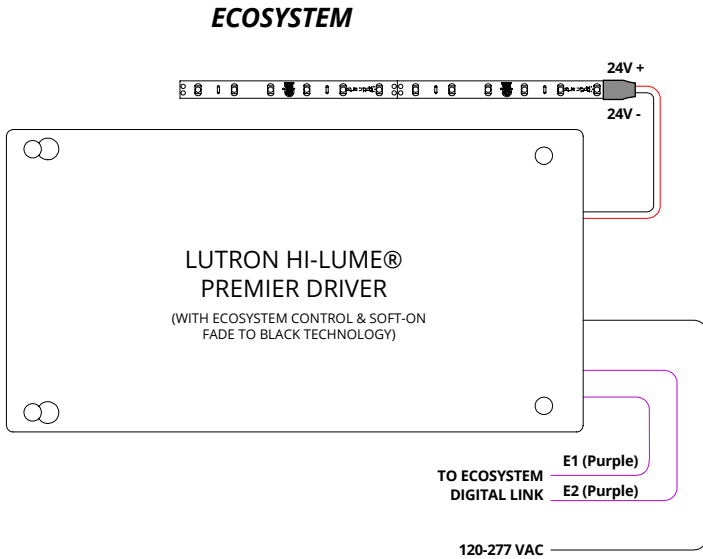 ECOSYSTEM
24V +
24V -
LUTRON HI-LUME®
PREMIER DRIVER
(WITH ECOSYSTEM CONTROL & SOFT-ON
FADE TO BLACK TECHNOLOGY)
E1 (Purple)
TO ECOSYSTEM
DIGITAL LINK
E2 (Purple)
120-277 VAC